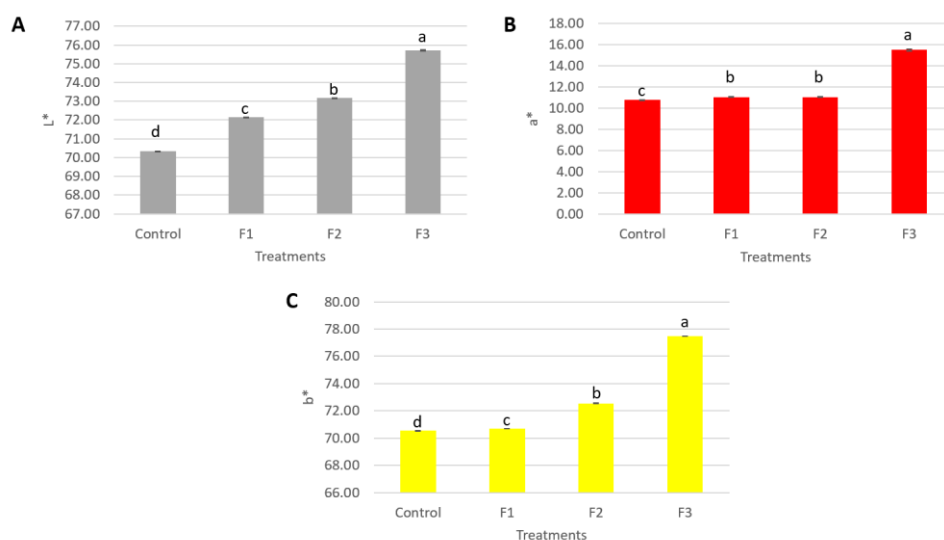 A
77.00
76.00
75.00
74.00
73.00
72.00
71.00
70.00
69.00
68.00
67.00
L*
d
c
b
a
Control F1 F2 F3
Treatments
B
18.00
16.00
14.00
12.00
10.00
8.00
6.00
4.00
2.00
0.00
a*
c
b
b
a
Control F1 F2 F3
Treatments
C
80.00
78.00
76.00
74.00
72.00
70.00
68.00
66.00
b*
d
c
b
a
Control F1 F2 F3
Treatments